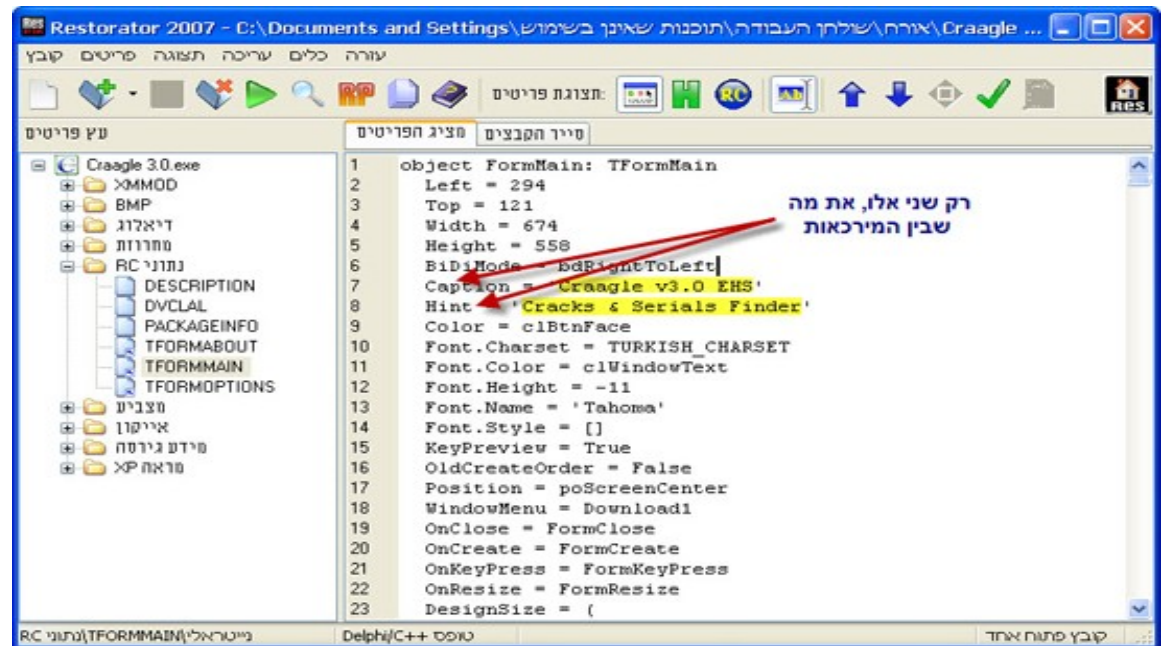 Restorator 2007 - C:\Documents and Settings\אורח\שולחן העבודה\תוכנות שאינן בשימוש\Craagle ...
קובץ פריטים תצוגה עריכה כלים עזרה
תצוגת פריטים:
RP
RC
Res
עץ פריטים
מציג הפריטים
סייר הקבצים
Craagle 3.0.exe
XMMOD
BMP
דיאלוג
מחרוזת
נתוני RC
DESCRIPTION
DVCLAL
PACKAGEINFO
TFORMABOUT
TFORMMAIN
TFORMOPTIONS
מצביע
אייקון
מידע גירסה
מראה XP
1 object FormMain: TFormMain
2 Left = 294
3 Top = 121
4 Width = 674
5 Height = 558
6 BiDiMode = bdRightToLeft
7 Caption = 'Craagle v3.0 EHS'
8 Hint = 'Cracks & Serials Finder'
9 Color = clBtnFace
10 Font.Charset = TURKISH_CHARSET
11 Font.Color = clWindowText
12 Font.Height = -11
13 Font.Name = 'Tahoma'
14 Font.Style = []
15 KeyPreview = True
16 OldCreateOrder = False
17 Position = poScreenCenter
18 WindowMenu = Download1
19 OnClose = FormClose
20 OnCreate = FormCreate
21 OnKeyPress = FormKeyPress
22 OnResize = FormResize
23 DesignSize = (
רק שני אלו, את מה
שבין המירכאות
נייטראלי\TFORMMAIN\נתוני RC
טופס Delphi/C++
קובץ פתוח אחד